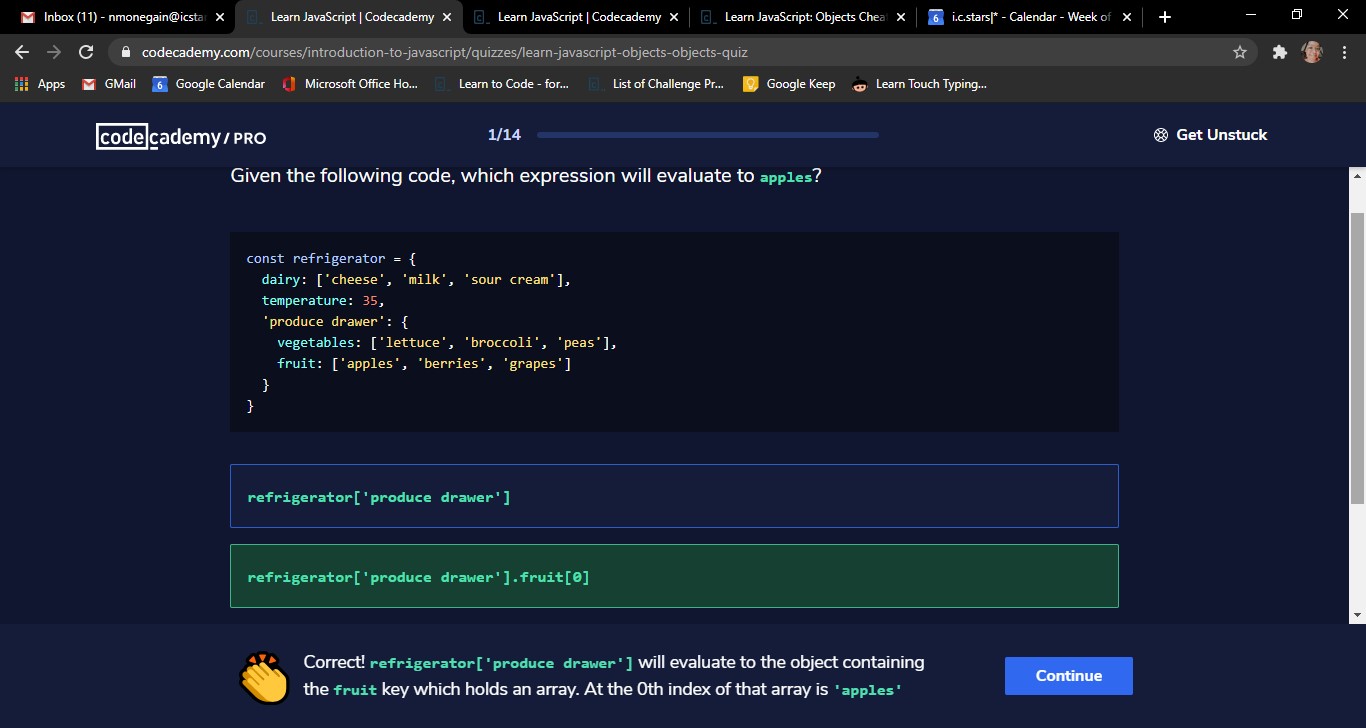 Inbox (11) - nmonegain@icsta
Learn JavaScript | Codecademy
Learn JavaScript | Codecademy
Learn JavaScript: Objects Chea
i.c.stars|* - Calendar - Week of
codecademy.com/courses/introduction-to-javascript/quizzes/learn-javascript-objects-objects-quiz
Apps
GMail
Google Calendar
Microsoft Office Ho...
Learn to Code - for...
List of Challenge Pr...
Google Keep
Learn Touch Typing...
codecademy / PRO
1/14
Get Unstuck
Given the following code, which expression will evaluate to apples?
const refrigerator = {
  dairy: ['cheese', 'milk', 'sour cream'],
  temperature: 35,
  'produce drawer': {
    vegetables: ['lettuce', 'broccoli', 'peas'],
    fruit: ['apples', 'berries', 'grapes']
  }
}
refrigerator['produce drawer']
refrigerator['produce drawer'].fruit[0]
Correct! refrigerator['produce drawer'] will evaluate to the object containing
the fruit key which holds an array. At the 0th index of that array is 'apples'
Continue